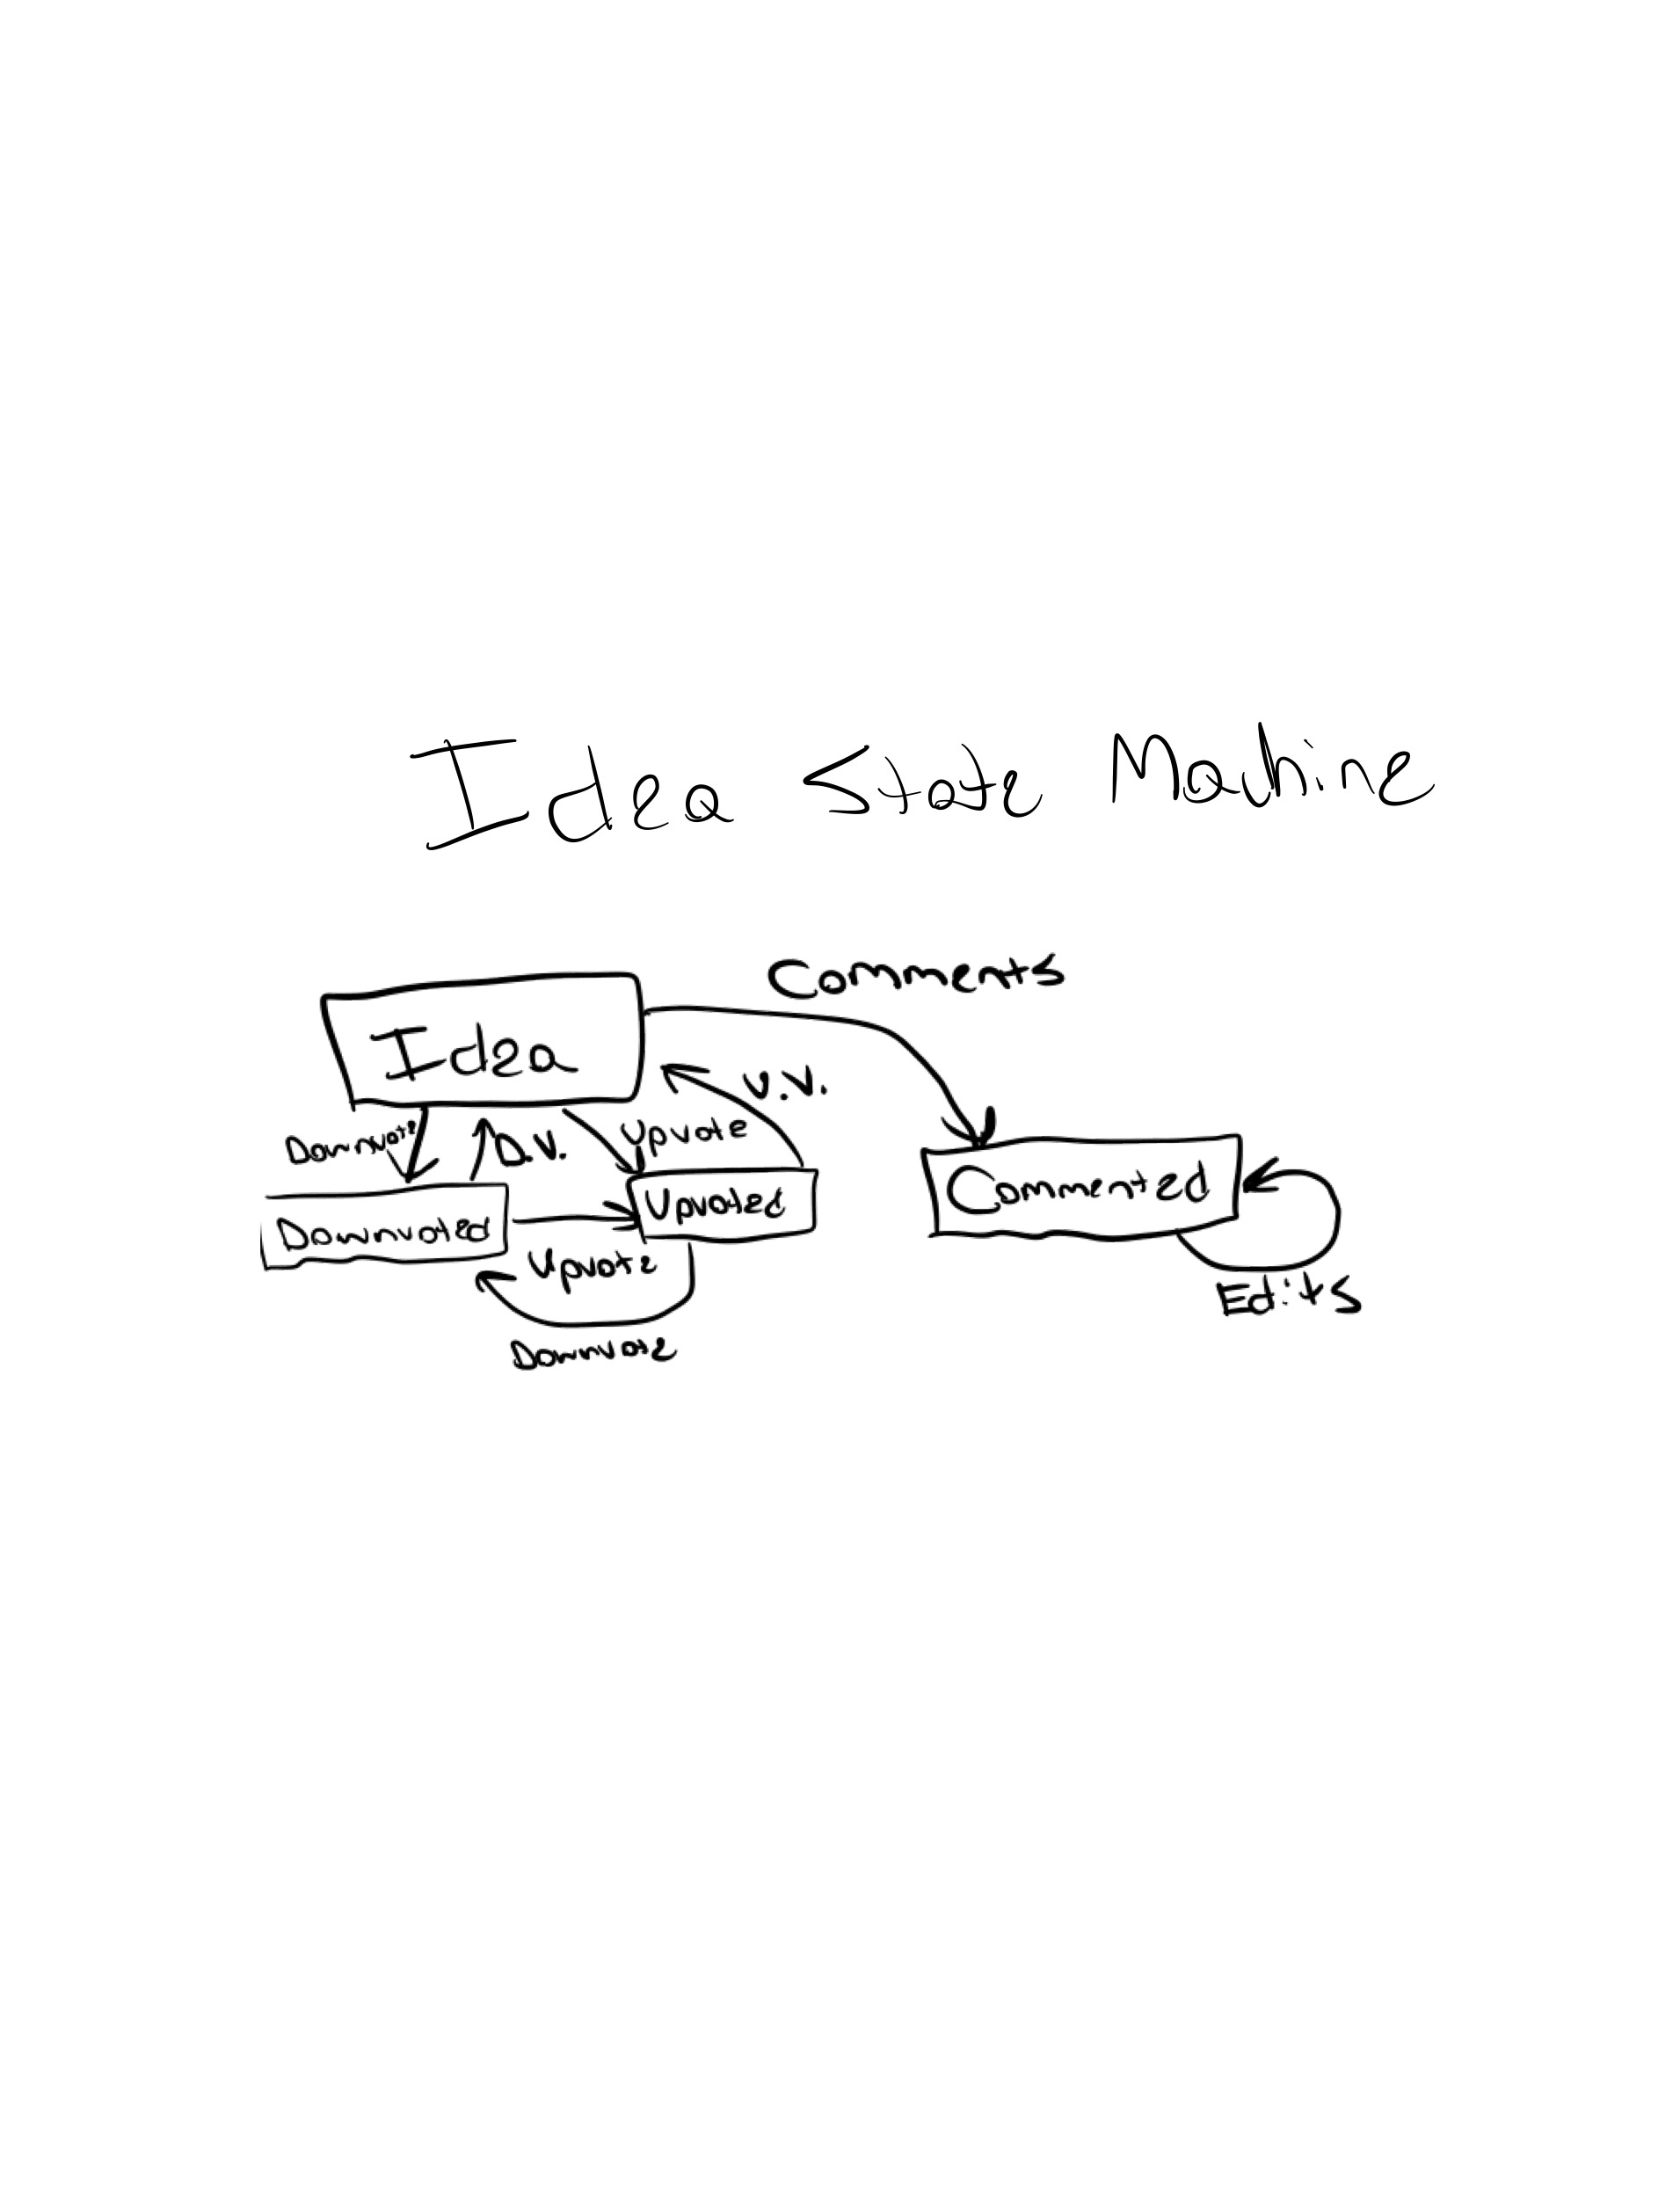 Idea State Machine
Comments
Idea
U.V.
Downvote
D.V.
Upvote
Commented
Upvoted
Downvoted
Upvote
Edits
Downvote